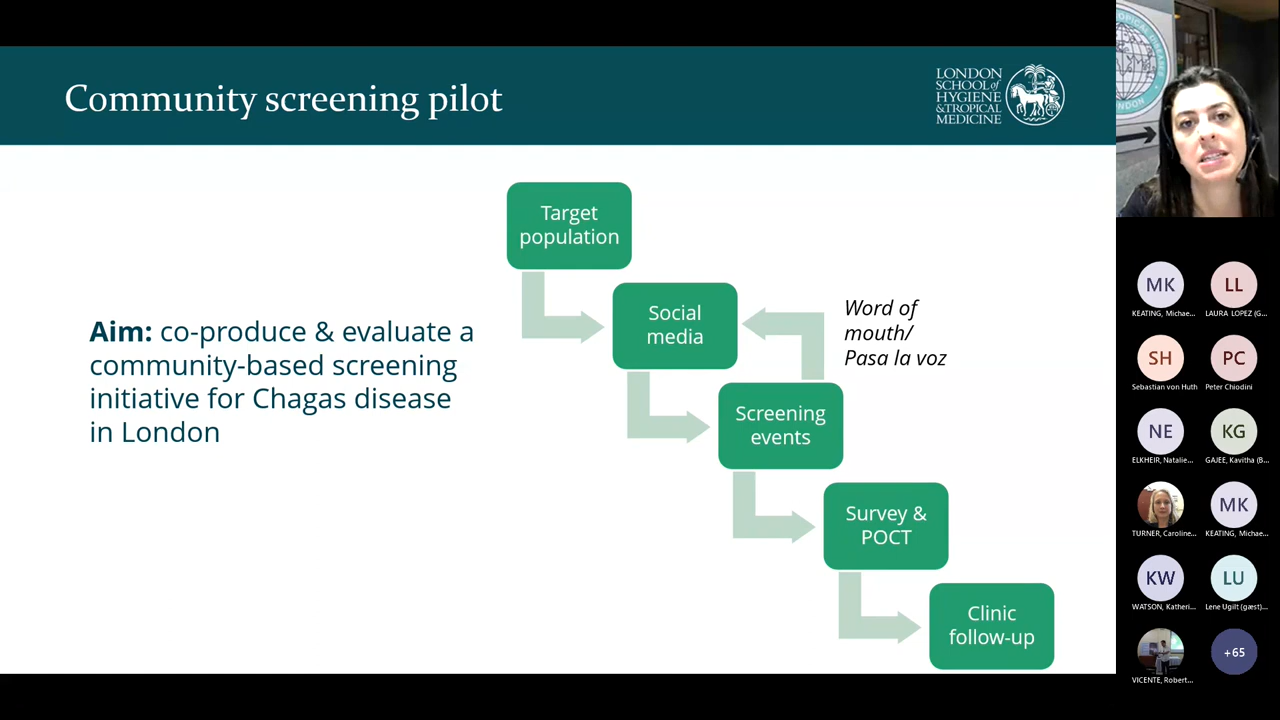 Community screening pilot
LONDON
SCHOOL of
HYGIENE
& TROPICAL
MEDICINE
Target
population
Social
media
Word of
mouth/
Pasa la voz
Aim: co-produce & evaluate a
community-based screening
initiative for Chagas disease
in London
Screening
events
Survey &
POCT
Clinic
follow-up
TROPICAL DISEASES
LONDON
MK
LL
KEATING, Michae...
LAURA LOPEZ (G...
SH
PC
Sebastian von Huth
Peter Chiodini
NE
KG
ELKHEIR, Natalie...
GAJEE, Kavitha (B...
MK
TURNER, Caroline...
KEATING, Michae...
KW
LU
WATSON, Katheri...
Lene Ugilt (gæst)...
+65
VICENTE, Robert...